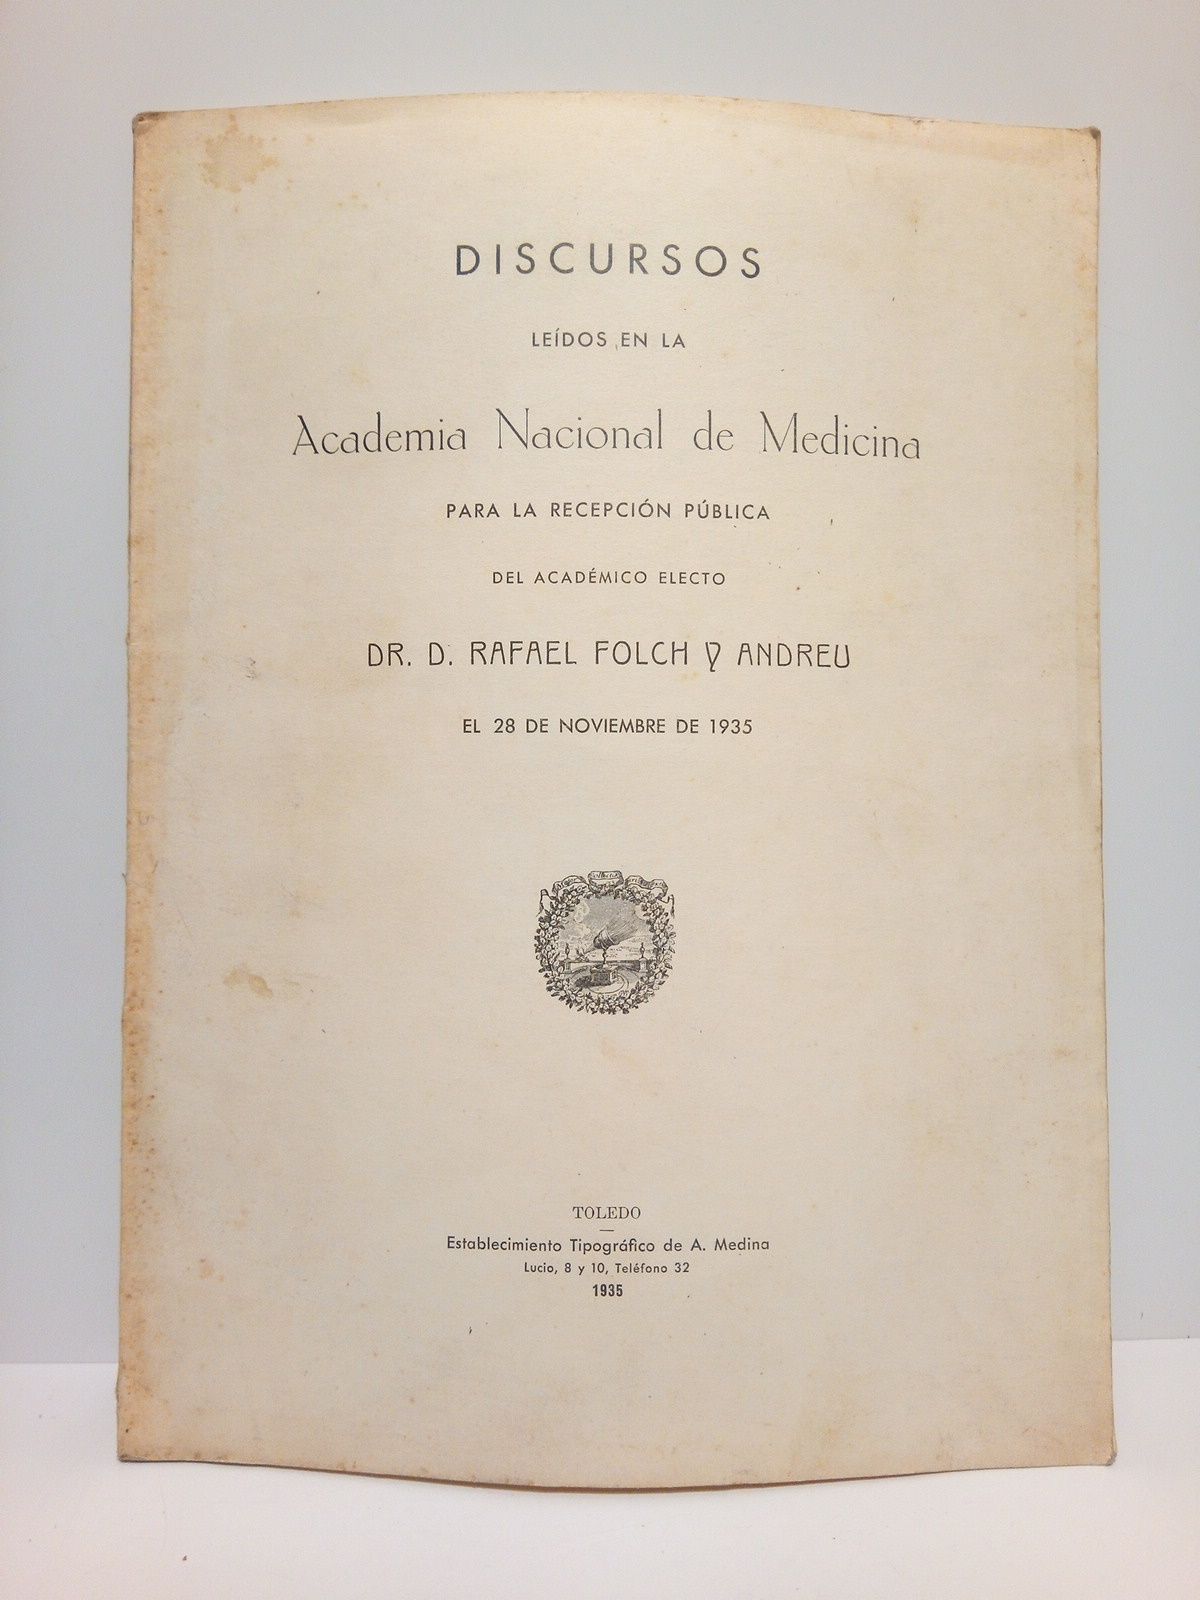 DISCURSOS
LEÍDOS EN LA
Academia Nacional de Medicina
PARA LA RECEPCIÓN PÚBLICA
DEL ACADÉMICO ELECTO
DR. D. RAFAEL FOLCH Y ANDREU
EL 28 DE NOVIEMBRE DE 1935
TOLEDO
Establecimiento Tipográfico de A. Medina
Lucio, 8 y 10, Teléfono 32
1935